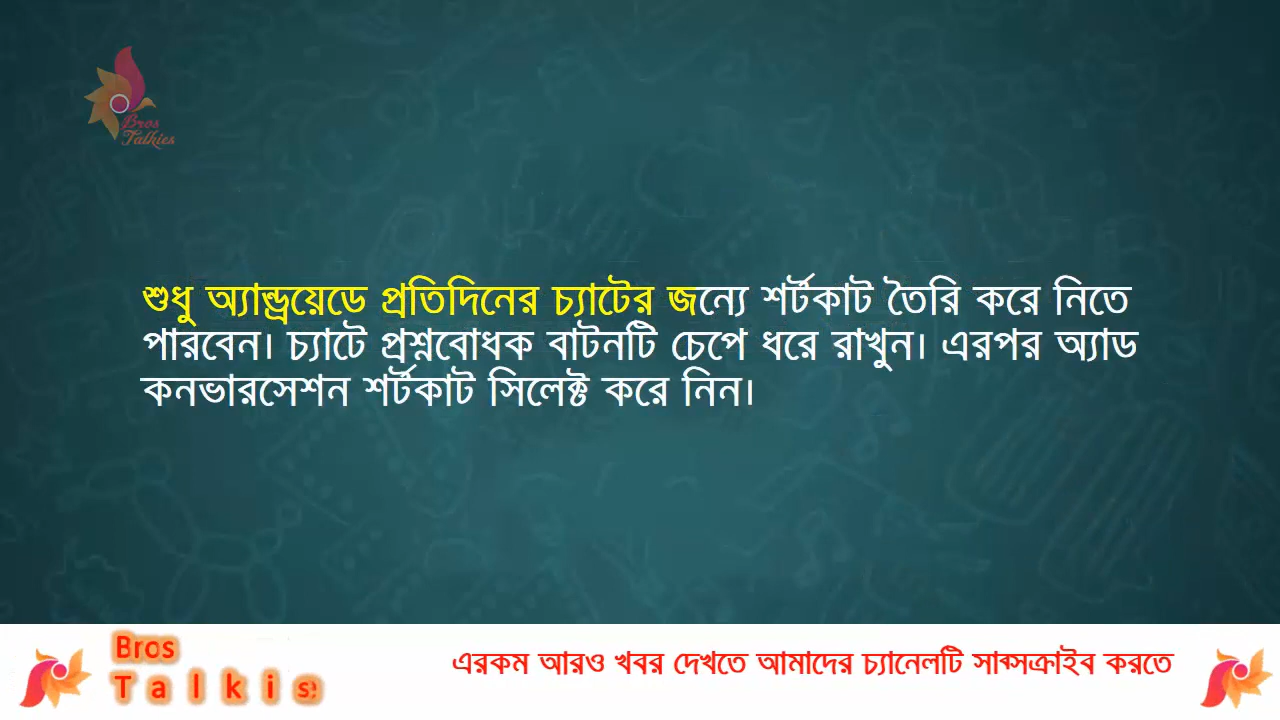 Bros
Talkies
শুধু অ্যান্ড্রয়েডে প্রতিদিনের চ্যাটের জন্যে শর্টকাট তৈরি করে নিতে
পারবেন। চ্যাটে প্রশ্নবোধক বাটনটি চেপে ধরে রাখুন। এরপর অ্যাড
কনভারসেশন শর্টকাট সিলেক্ট করে নিন।
Bros
Talkis
এরকম আরও খবর দেখতে আমাদের চ্যানেলটি সাব্সক্রাইব করতে